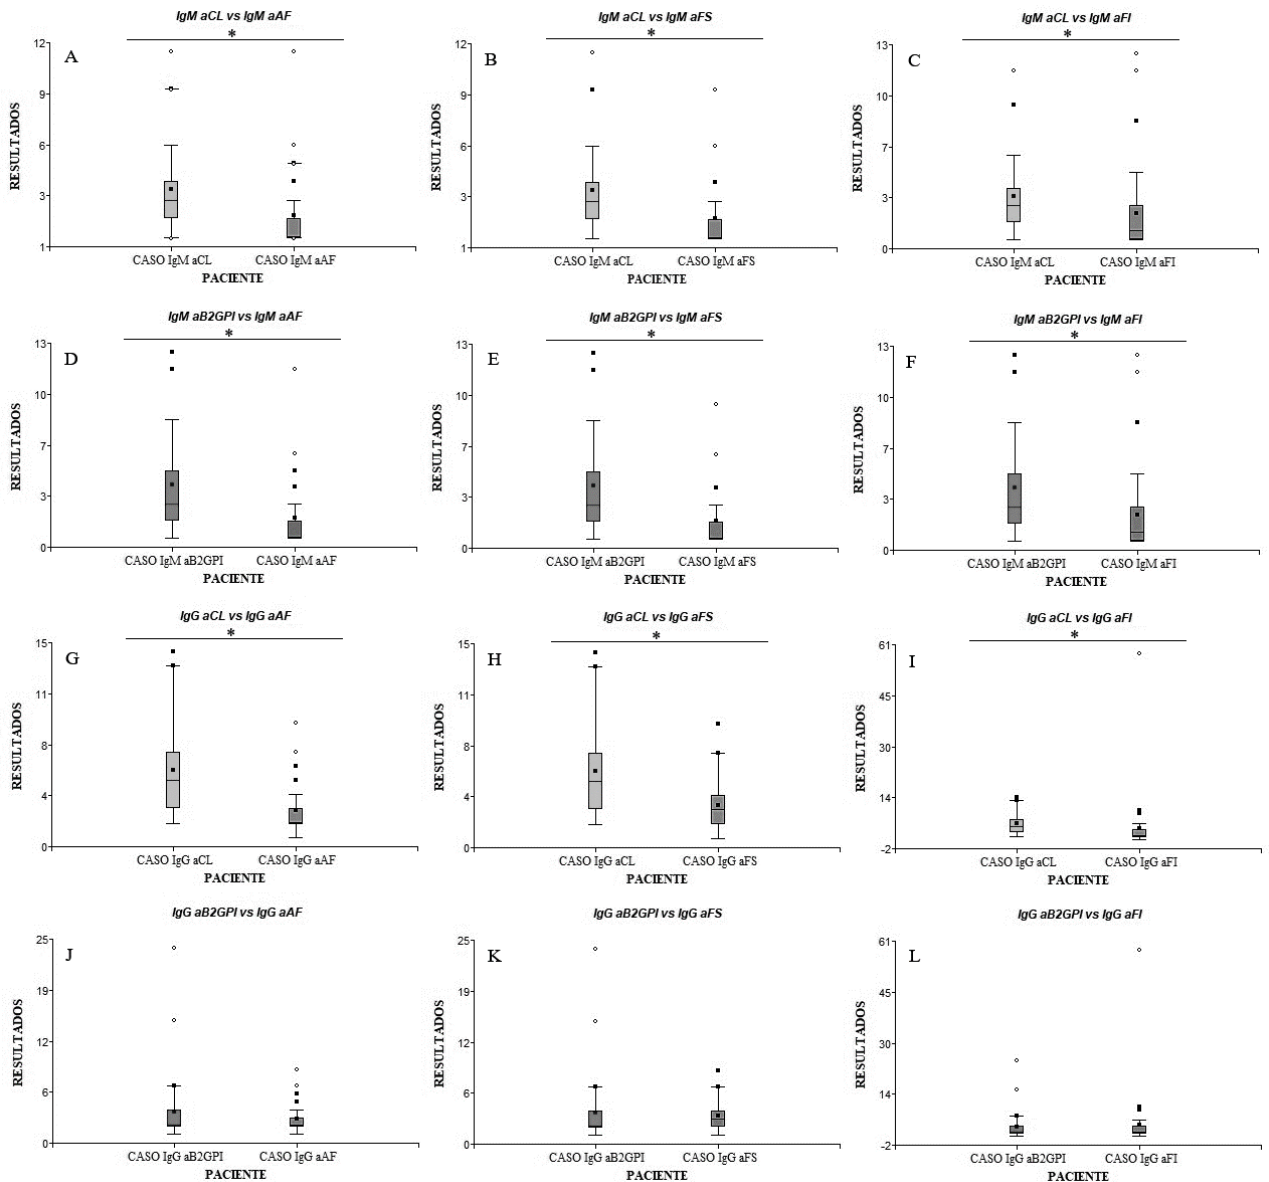 IgM aCL vs IgM aAF
*
A
RESULTADOS
12
9
6
3
1
CASO IgM aCL CASO IgM aAF
PACIENTE
IgM aCL vs IgM aFS
*
B
RESULTADOS
12
9
6
3
1
CASO IgM aCL CASO IgM aFS
PACIENTE
IgM aCL vs IgM aFI
*
C
RESULTADOS
13
10
7
3
0
CASO IgM aCL CASO IgM aFI
PACIENTE
IgM aB2GPI vs IgM aAF
*
D
RESULTADOS
13
10
7
3
0
CASO IgM aB2GPI CASO IgM aAF
PACIENTE
IgM aB2GPI vs IgM aFS
*
E
RESULTADOS
13
10
7
3
0
CASO IgM aB2GPI CASO IgM aFS
PACIENTE
IgM aB2GPI vs IgM aFI
*
F
RESULTADOS
13
10
7
3
0
CASO IgM aB2GPI CASO IgM aFI
PACIENTE
IgG aCL vs IgG aAF
*
G
RESULTADOS
15
11
8
4
0
CASO IgG aCL CASO IgG aAF
PACIENTE
IgG aCL vs IgG aFS
*
H
RESULTADOS
15
11
8
4
0
CASO IgG aCL CASO IgG aFS
PACIENTE
IgG aCL vs IgG aFI
*
I
RESULTADOS
61
45
30
14
-2
CASO IgG aCL CASO IgG aFI
PACIENTE
IgG aB2GPI vs IgG aAF
J
RESULTADOS
25
19
12
6
0
CASO IgG aB2GPI CASO IgG aAF
PACIENTE
IgG aB2GPI vs IgG aFS
K
RESULTADOS
25
19
12
6
0
CASO IgG aB2GPI CASO IgG aFS
PACIENTE
IgG aB2GPI vs IgG aFI
L
RESULTADOS
61
45
30
14
-2
CASO IgG aB2GPI CASO IgG aFI
PACIENTE